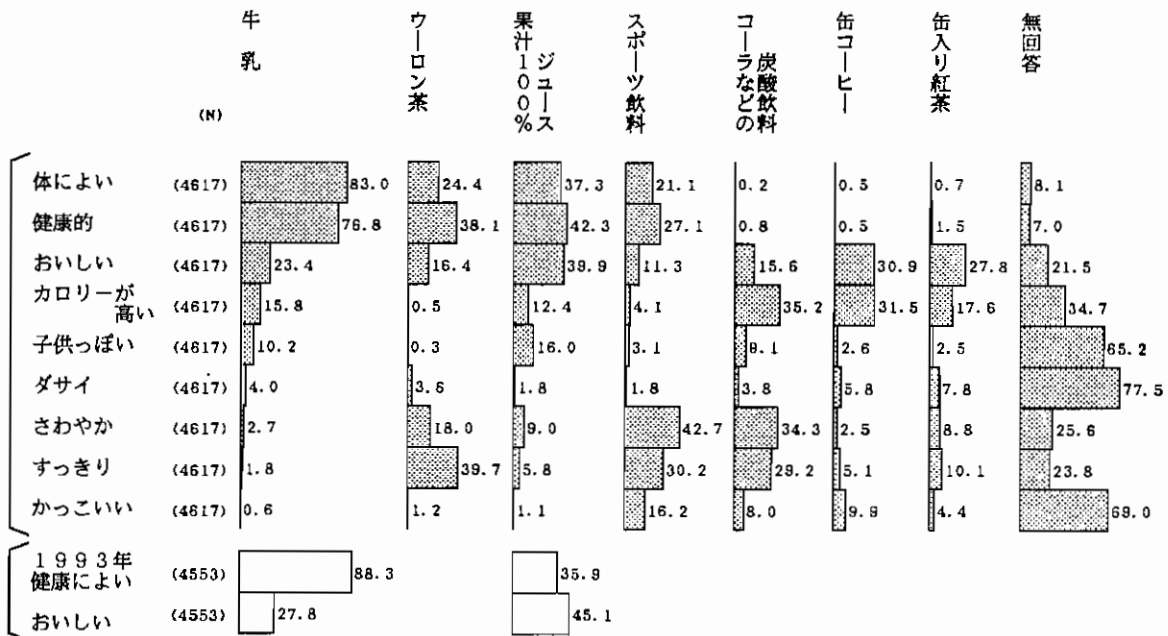 牛乳
ウーロン茶
果汁100%ジュース
スポーツ飲料
コーラなどの炭酸飲料
缶コーヒー
缶入り紅茶
無回答
(N)
体によい (4617) 83.0 24.4 37.3 21.1 0.2 0.5 0.7 8.1
健康的 (4617) 76.8 38.1 42.3 27.1 0.8 0.5 1.5 7.0
おいしい (4617) 23.4 16.4 39.9 11.3 15.6 30.9 27.8 21.5
カロリーが高い (4617) 15.8 0.5 12.4 4.1 35.2 31.5 17.6 34.7
子供っぽい (4617) 10.2 0.3 16.0 3.1 9.1 2.6 2.5 65.2
ダサイ (4617) 4.0 3.6 1.8 1.8 3.8 5.8 7.8 77.5
さわやか (4617) 2.7 18.0 9.0 42.7 34.3 2.5 8.8 25.6
すっきり (4617) 1.8 39.7 5.8 30.2 29.2 5.1 10.1 23.8
かっこいい (4617) 0.6 1.2 1.1 16.2 8.0 9.9 4.4 69.0
1993年
健康によい (4553) 88.3 35.9
おいしい (4553) 27.8 45.1